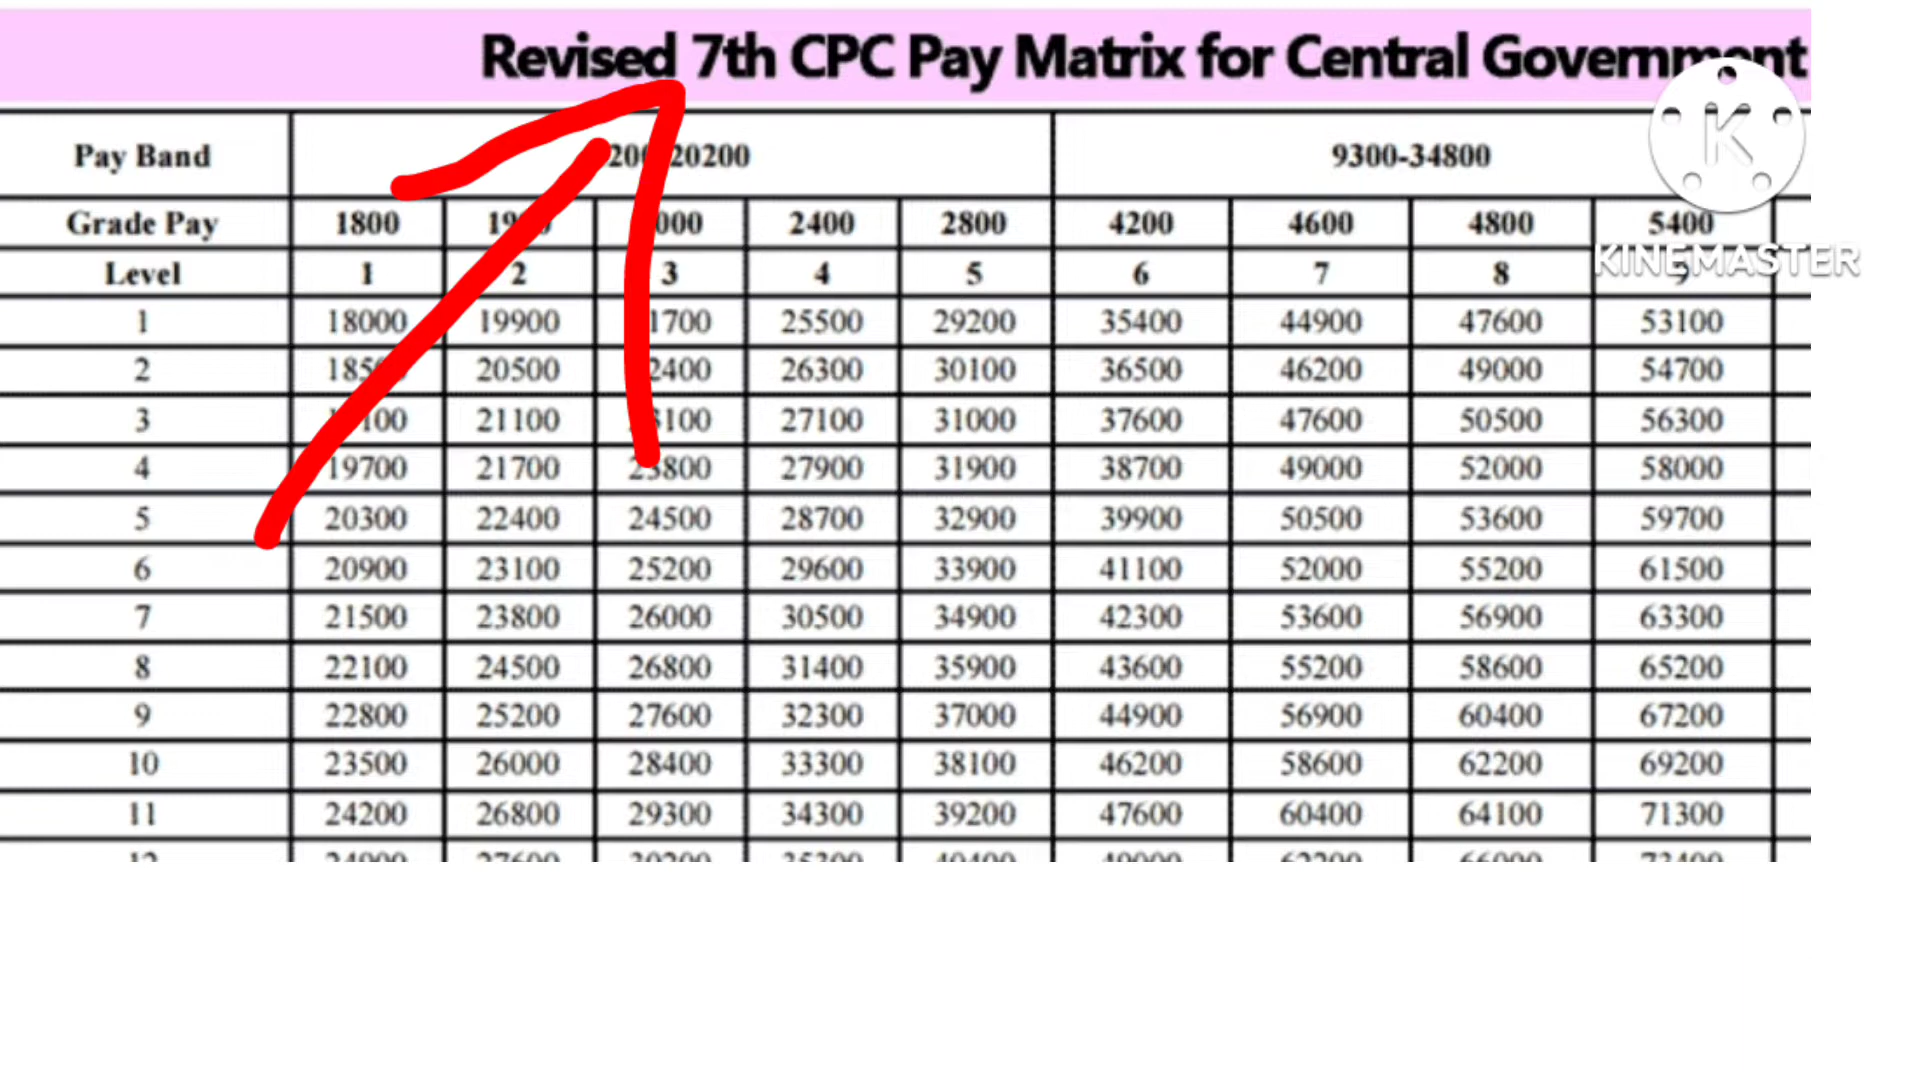 Revised 7th CPC Pay Matrix for Central Government
Pay Band 20200 9300-34800
Grade Pay 1800 2400 2800 4200 4600 4800 5400
Level 1 2 3 4 5 6 7 8 9
1 18000 19900 1700 25500 29200 35400 44900 47600 53100
2 20500 2400 26300 30100 36500 46200 49000 54700
3 100 21100 100 27100 31000 37600 47600 50500 56300
4 19700 21700 23800 27900 31900 38700 49000 52000 58000
5 20300 22400 24500 28700 32900 39900 50500 53600 59700
6 20900 23100 25200 29600 33900 41100 52000 55200 61500
7 21500 23800 26000 30500 34900 42300 53600 56900 63300
8 22100 24500 26800 31400 35900 43600 55200 58600 65200
9 22800 25200 27600 32300 37000 44900 56900 60400 67200
10 23500 26000 28400 33300 38100 46200 58600 62200 69200
11 24200 26800 29300 34300 39200 47600 60400 64100 71300
K
KINEMASTER